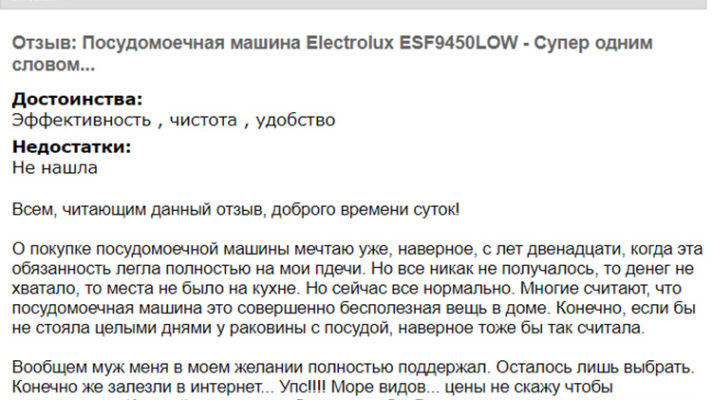 Отзыв: Посудомоечная машина Electrolux ESF9450LOW - Супер одним
словом...
Достоинства:
Эффективность , чистота , удобство
Недостатки:
Не нашла
Всем, читающим данный отзыв, доброго времени суток!
О покупке посудомоечной машины мечтаю уже, наверное, с лет двенадцати, когда эта
обязанность легла полностью на мои пдечи. Но все никак не получалось, то денег не
хватало, то места не было на кухне. Но сейчас все нормально. Многие считают, что
посудомоечная машина это совершенно бесполезная вещь в доме. Конечно, если бы
не стояла целыми днями у раковины с посудой, наверное тоже бы так считала.
Вообщем муж меня в моем желании полностью поддержал. Осталось лишь выбрать.
Конечно же залезли в интернет... Упс!!!! Море видов... цены не скажу чтобы